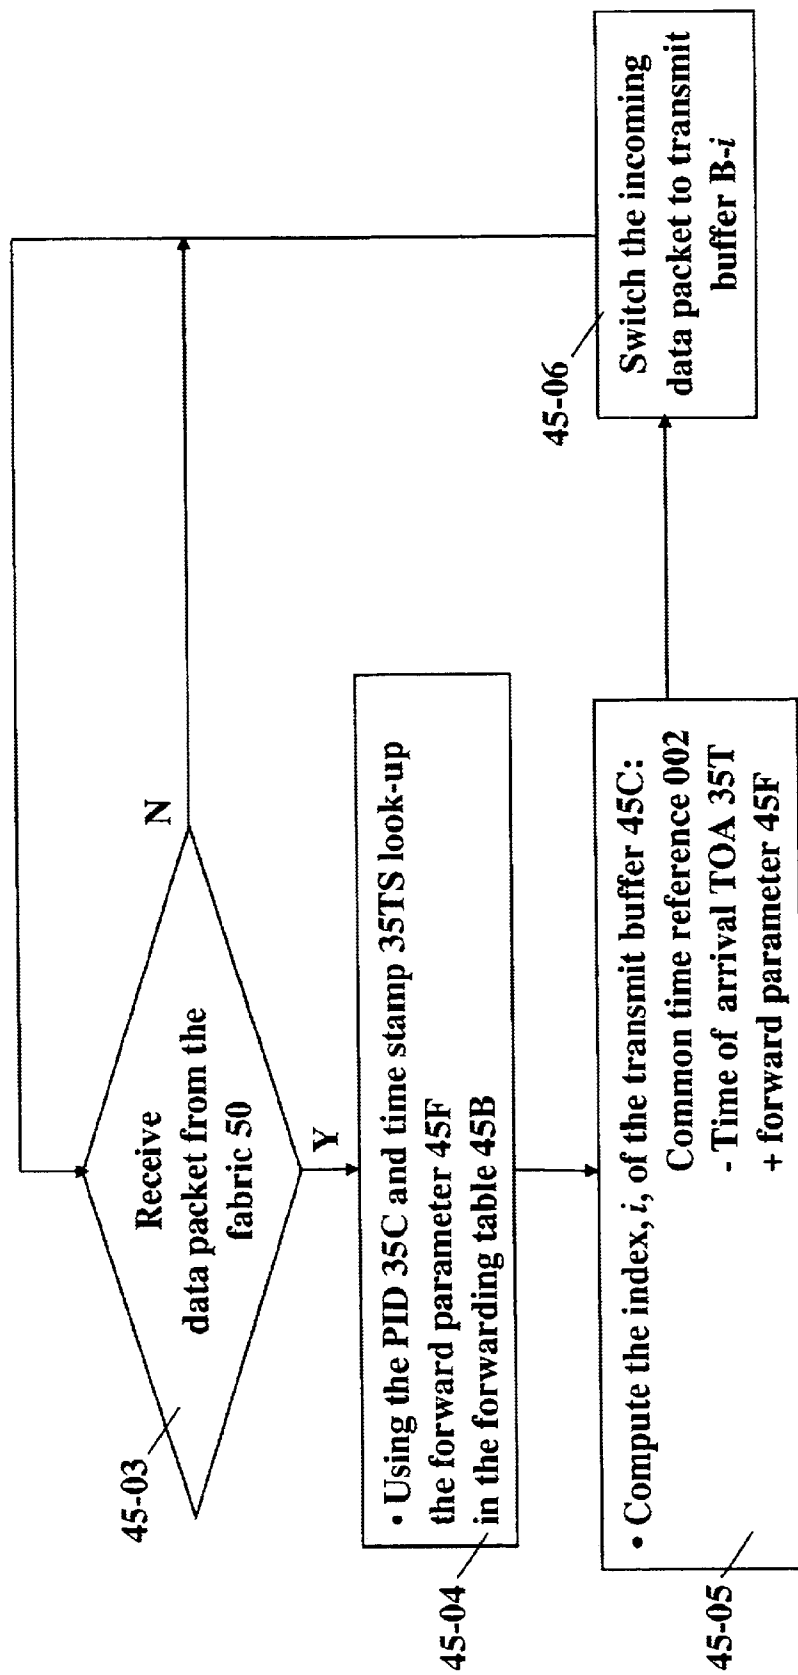 45-03
Receive
data packet from the
fabric 50
N
Y
45-04
• Using the PID 35C and time stamp 35TS look-up
the forward parameter 45F
in the forwarding table 45B
45-05
• Compute the index, i, of the transmit buffer 45C:
Common time reference 002
- Time of arrival TOA 35T
+ forward parameter 45F
45-06
Switch the incoming
data packet to transmit
buffer B-i